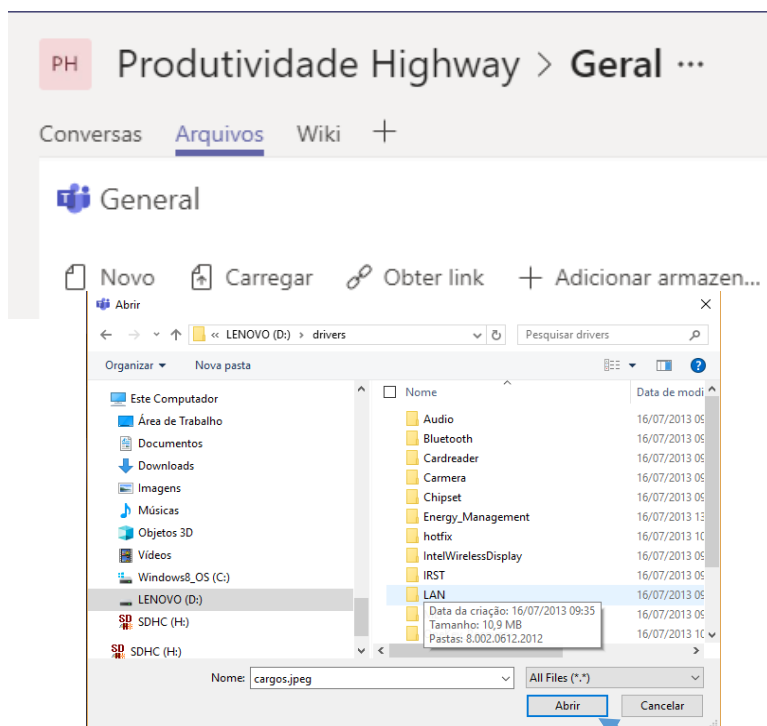 PH Produtividade Highway > Geral ...
Conversas Arquivos Wiki +
General
Novo Carregar Obter link + Adicionar armazen...
Abrir
« LENOVO (D:) > drivers Pesquisar drivers
Organizar Nova pasta
Este Computador
Área de Trabalho
Documentos
Downloads
Imagens
Músicas
Objetos 3D
Vídeos
Windows8_OS (C:)
LENOVO (D:)
SDHC (H:)
SDHC (H:)
Nome Data de modi
Audio 16/07/2013 09
Bluetooth 16/07/2013 09
Cardreader 16/07/2013 09
Carmera 16/07/2013 09
Chipset 16/07/2013 09
Energy_Management 16/07/2013 13
hotfix 16/07/2013 10
IntelWirelessDisplay 16/07/2013 09
IRST 16/07/2013 09
LAN 16/07/2013 09
16/07/2013 09
16/07/2013 10
Data da criação: 16/07/2013 09:35
Tamanho: 10,9 MB
Pastas: 8.002.0612.2012
Nome: cargos.jpeg All Files (*.*)
Abrir Cancelar